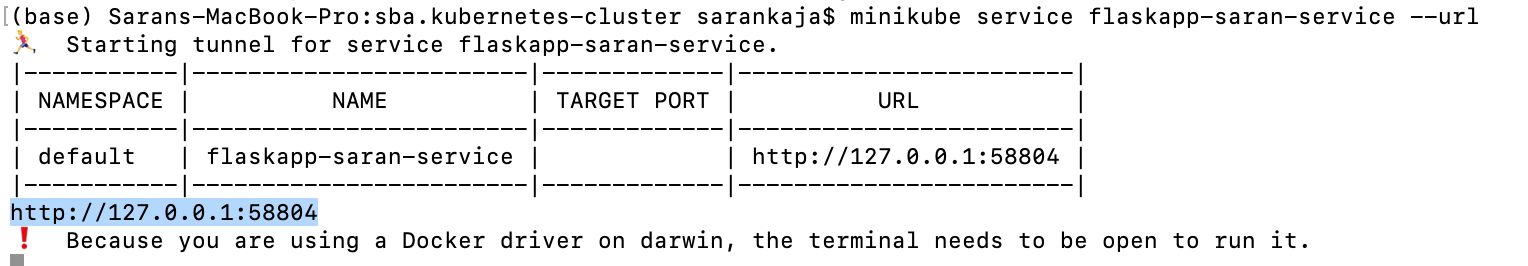 (base) Sarans-MacBook-Pro:sba.kubernetes-cluster sarankaja$ minikube service flaskapp-saran-service --url
🏃  Starting tunnel for service flaskapp-saran-service.
|-----------|------------------------|-------------|------------------------|
| NAMESPACE |          NAME          | TARGET PORT |          URL           |
|-----------|------------------------|-------------|------------------------|
| default   | flaskapp-saran-service |             | http://127.0.0.1:58804 |
|-----------|------------------------|-------------|------------------------|
http://127.0.0.1:58804
❗  Because you are using a Docker driver on darwin, the terminal needs to be open to run it.